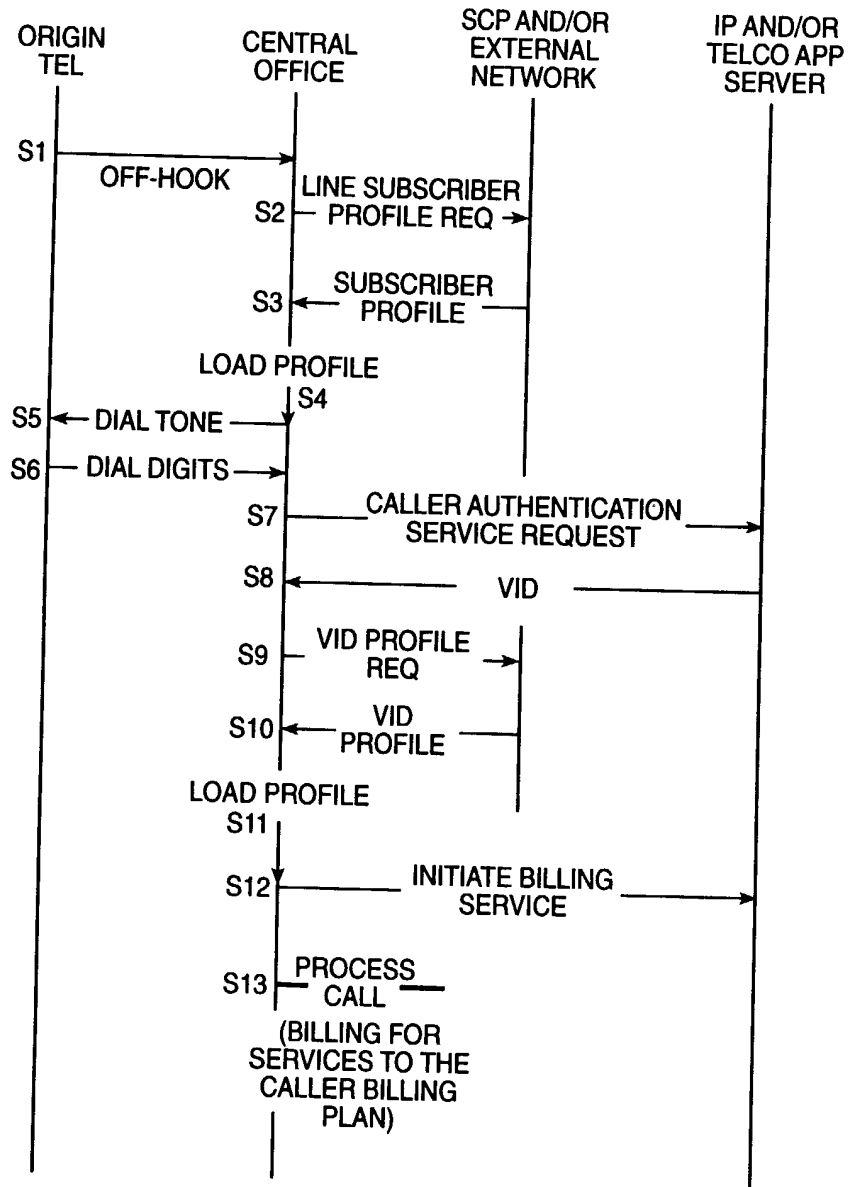 ORIGIN
TEL
CENTRAL
OFFICE
SCP AND/OR
EXTERNAL
NETWORK
IP AND/OR
TELCO APP
SERVER
S1
OFF-HOOK
S2
LINE SUBSCRIBER
PROFILE REQ
S3
SUBSCRIBER
PROFILE
LOAD PROFILE
S4
S5
DIAL TONE
S6
DIAL DIGITS
S7
CALLER AUTHENTICATION
SERVICE REQUEST
S8
VID
S9
VID PROFILE
REQ
S10
VID
PROFILE
LOAD PROFILE
S11
S12
INITIATE BILLING
SERVICE
S13
PROCESS
CALL
(BILLING FOR
SERVICES TO THE
CALLER BILLING
PLAN)